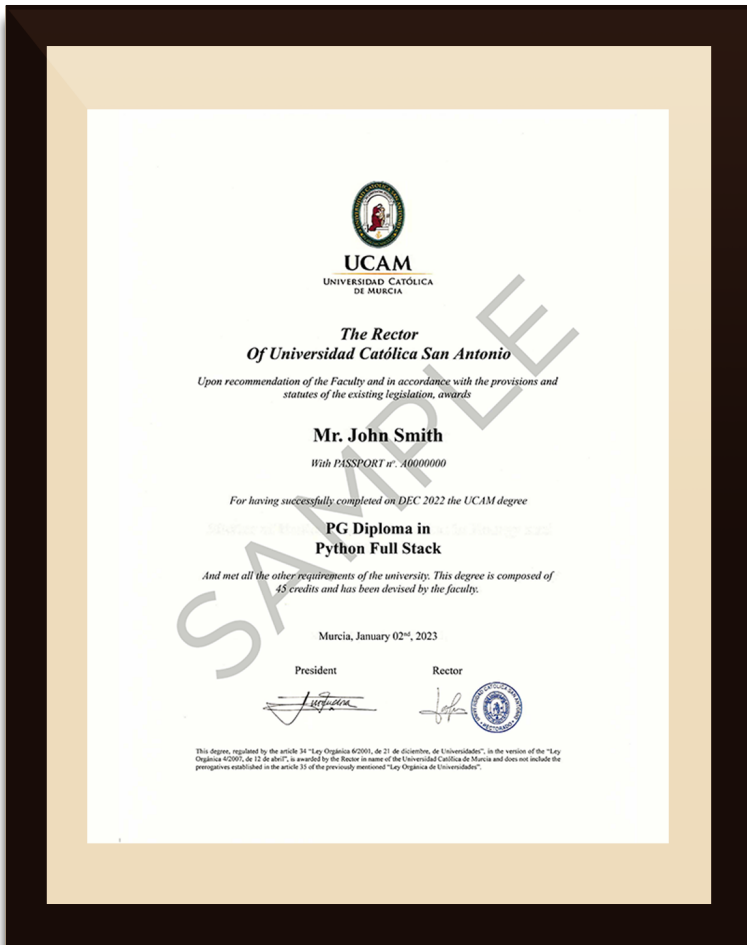 UCAM
UNIVERSIDAD CATÓLICA
DE MURCIA
The Rector
Of Universidad Católica San Antonio
Upon recommendation of the Faculty and in accordance with the provisions and
statutes of the existing legislation, awards
Mr. John Smith
With PASSPORT nº. A0000000
For having successfully completed on DEC 2022 the UCAM degree
PG Diploma in
Python Full Stack
And met all the other requirements of the university. This degree is composed of
45 credits and has been devised by the faculty.
Murcia, January 02nd, 2023
President Rector
This degree, regulated by the article 34 "Ley Orgánica 6/2001, de 21 de diciembre, de Universidades", in the version of the "Ley
Orgánica 4/2007, de 12 de abril", is awarded by the Rector in name of the Universidad Católica de Murcia and does not include the
prerogatives established in the article 35 of the previously mentioned "Ley Orgánica de Universidades".
SAMPLE